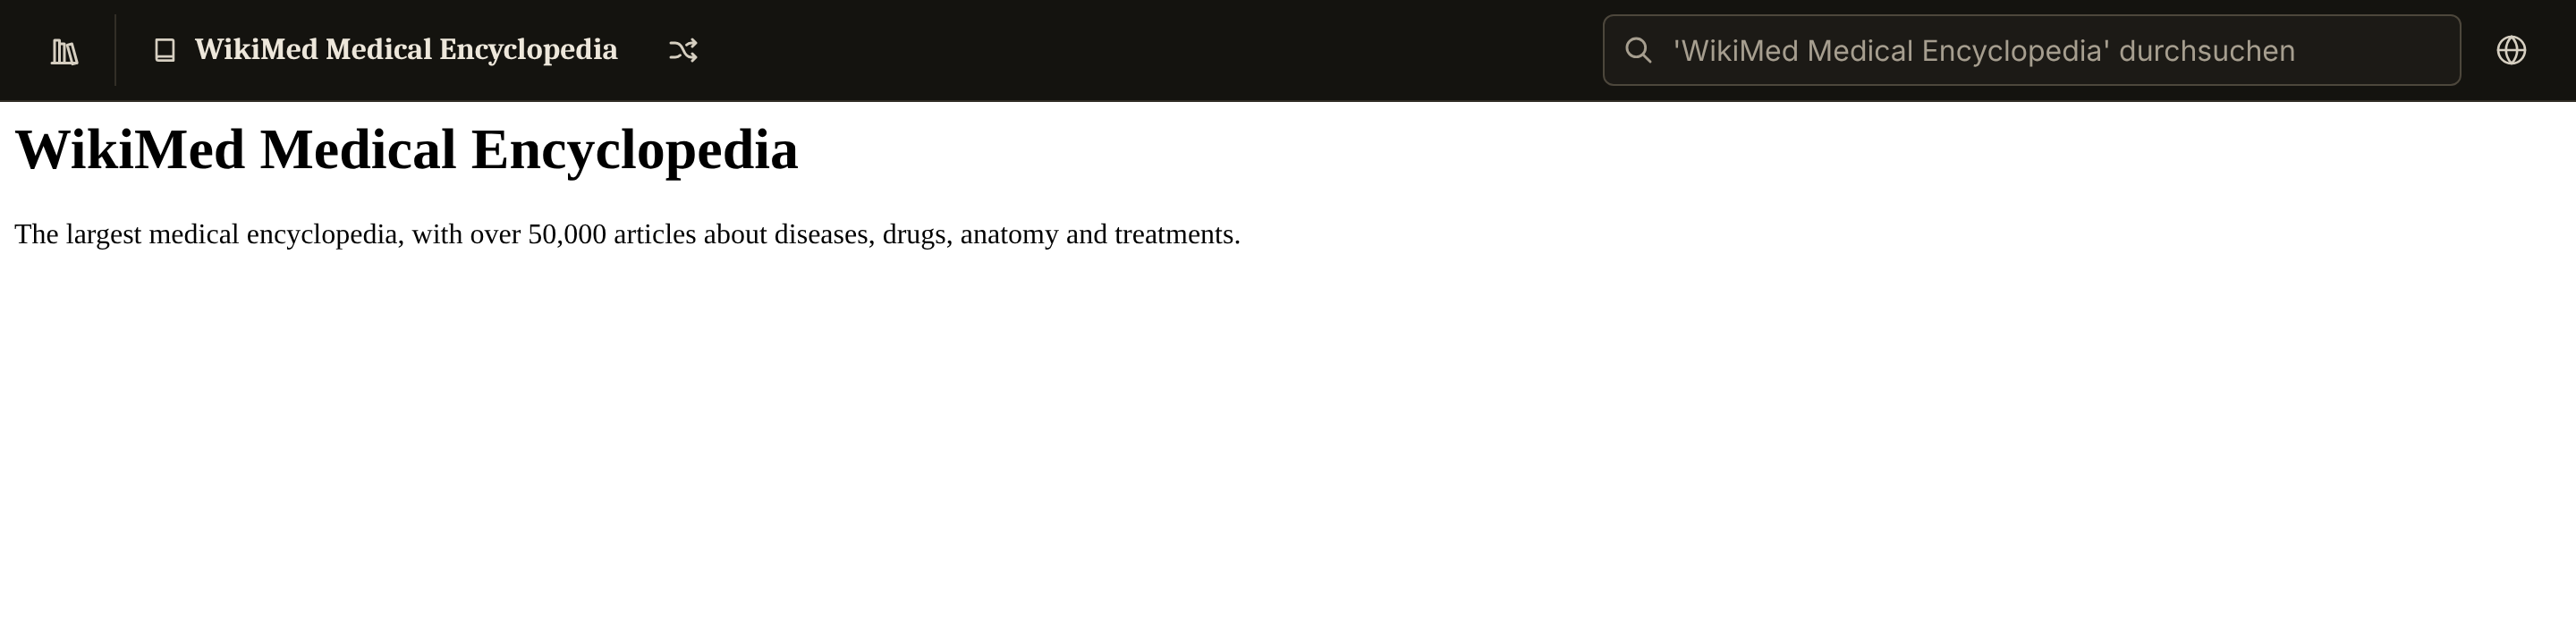 WikiMed Medical Encyclopedia
'WikiMed Medical Encyclopedia' durchsuchen
WikiMed Medical Encyclopedia
The largest medical encyclopedia, with over 50,000 articles about diseases, drugs, anatomy and treatments.